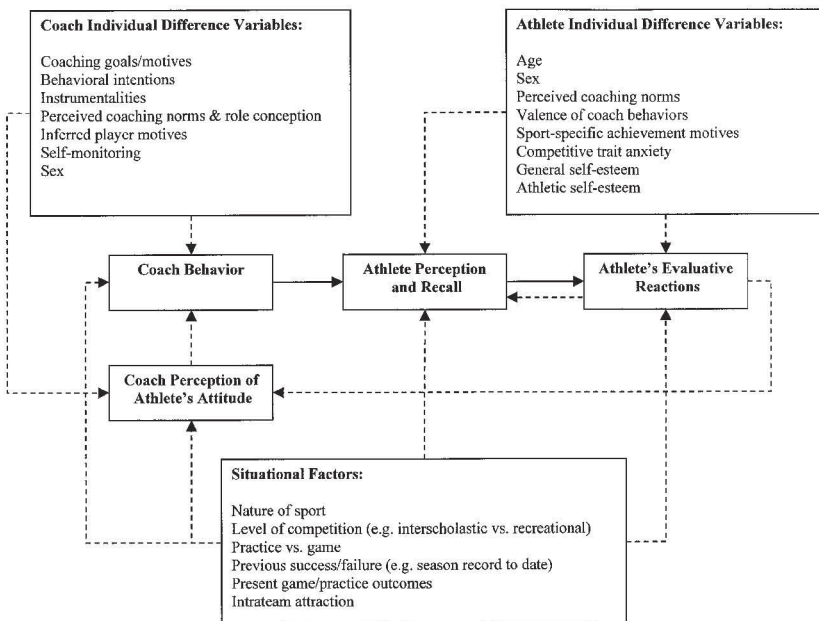 Coach Individual Difference Variables:
Coaching goals/motives
Behavioral intentions
Instrumentalities
Perceived coaching norms & role conception
Inferred player motives
Self-monitoring
Sex
Athlete Individual Difference Variables:
Age
Sex
Perceived coaching norms
Valence of coach behaviors
Sport-specific achievement motives
Competitive trait anxiety
General self-esteem
Athletic self-esteem
Coach Behavior
Athlete Perception
and Recall
Athlete's Evaluative
Reactions
Coach Perception of
Athlete's Attitude
Situational Factors:
Nature of sport
Level of competition (e.g. interscholastic vs. recreational)
Practice vs. game
Previous success/failure (e.g. season record to date)
Present game/practice outcomes
Intrateam attraction